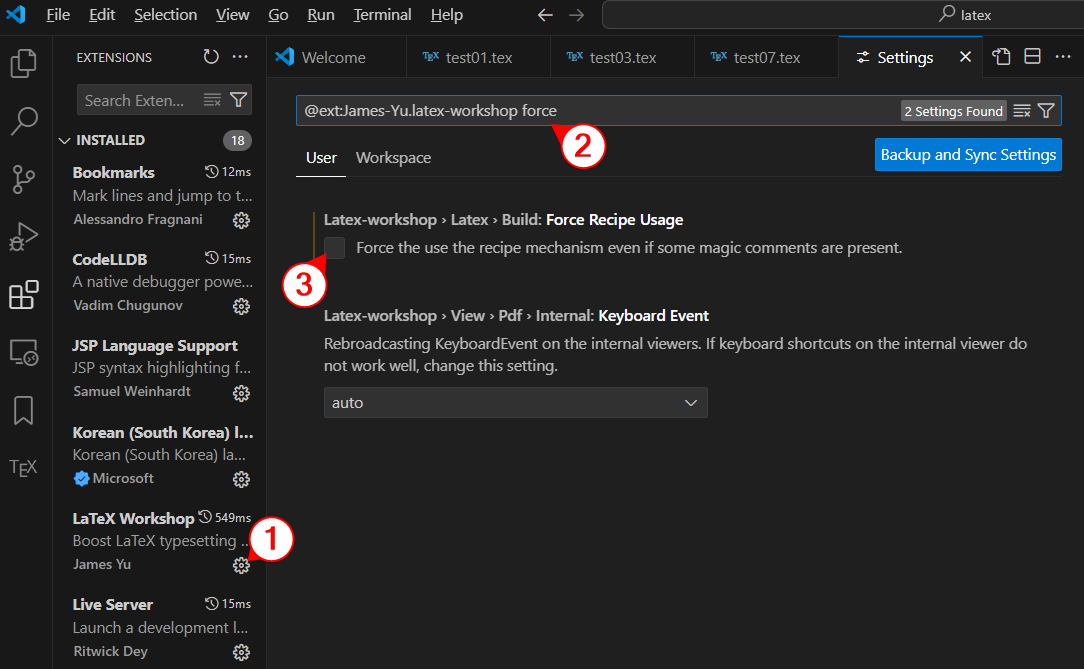 File Edit Selection View Go Run Terminal Help
latex
EXTENSIONS
Welcome
TEX test01.tex
TEX test03.tex
TEX test07.tex
Settings
Search Exten...
@ext:James-Yu.latex-workshop force
2 Settings Found
2
INSTALLED
18
User
Workspace
Backup and Sync Settings
Bookmarks
12ms
Mark lines and jump to t...
Alessandro Fragnani
Latex-workshop › Latex › Build: Force Recipe Usage
Force the use the recipe mechanism even if some magic comments are present.
3
CodeLLDB
15ms
A native debugger powe...
Vadim Chugunov
Latex-workshop › View › Pdf › Internal: Keyboard Event
Rebroadcasting KeyboardEvent on the internal viewers. If keyboard shortcuts on the internal viewer do
not work well, change this setting.
auto
JSP Language Support
JSP syntax highlighting f...
Samuel Weinhardt
Korean (South Korea) l...
Korean (South Korea) la...
Microsoft
TEX
LaTeX Workshop
549ms
Boost LaTeX typesetting ...
James Yu
1
Live Server
15ms
Launch a development l...
Ritwick Dey